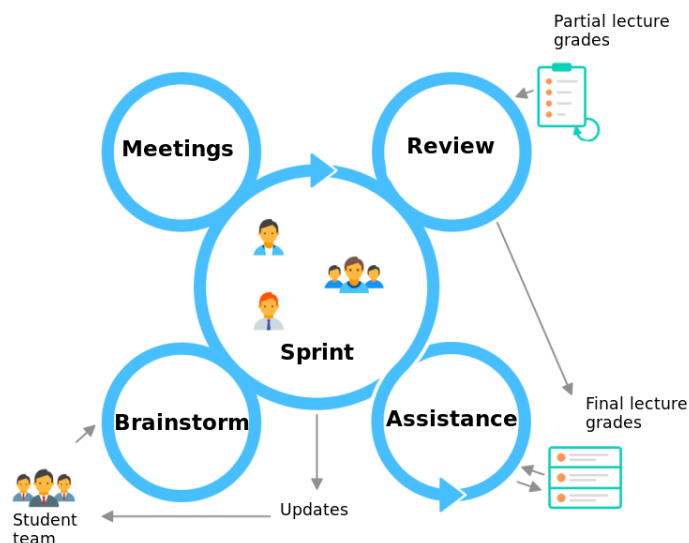 Partial lecture
grades
Meetings
Review
Sprint
Brainstorm
Assistance
Final lecture
grades
Updates
Student
team